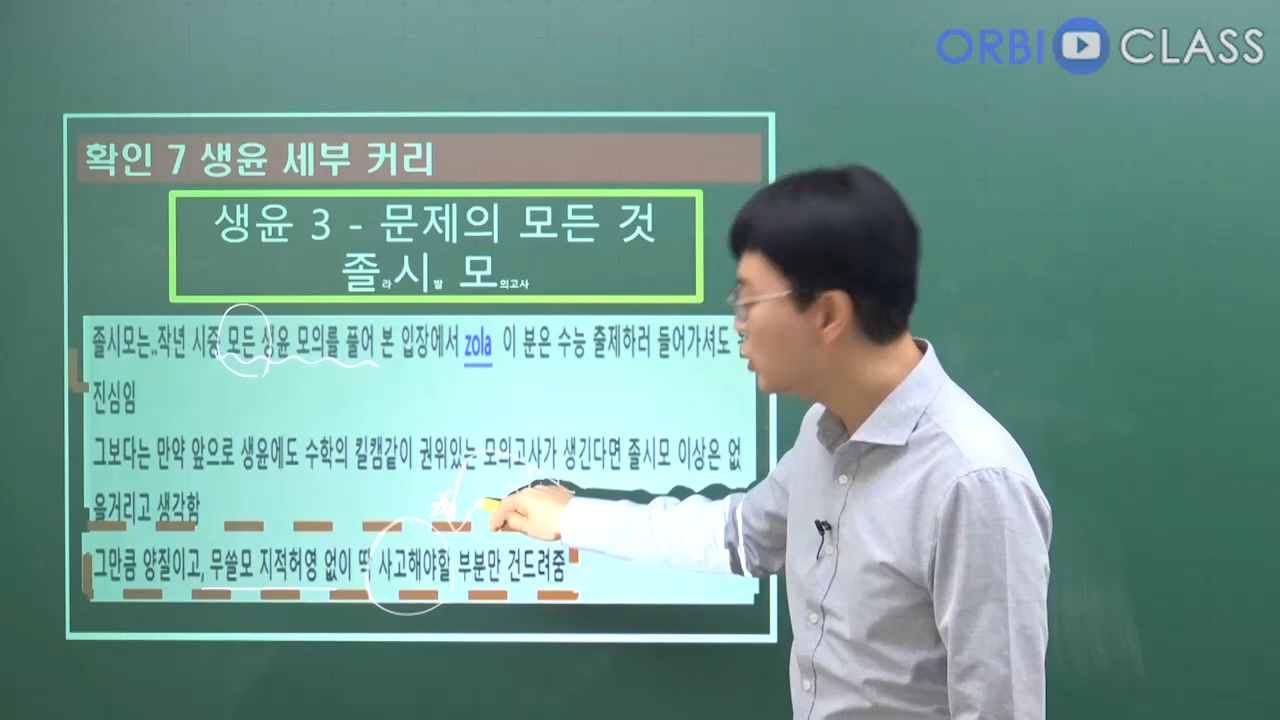 ORBI CLASS
확인 7 생윤 세부 커리
생윤 3 - 문제의 모든 것
졸라시발 모의고사
졸시모는..작년 시중 모든 생윤 모의를 풀어 본 입장에서 zola 이 분은 수능 출제하러 들어가셔도
진심임
그보다는 만약 앞으로 생윤에도 수학의 킬캠같이 권위있는 모의고사가 생긴다면 졸시모 이상은 없
을거리고 생각함
그만큼 양질이고, 무쓸모 지적허영 없이 딱 사고해야할 부분만 건드려줌